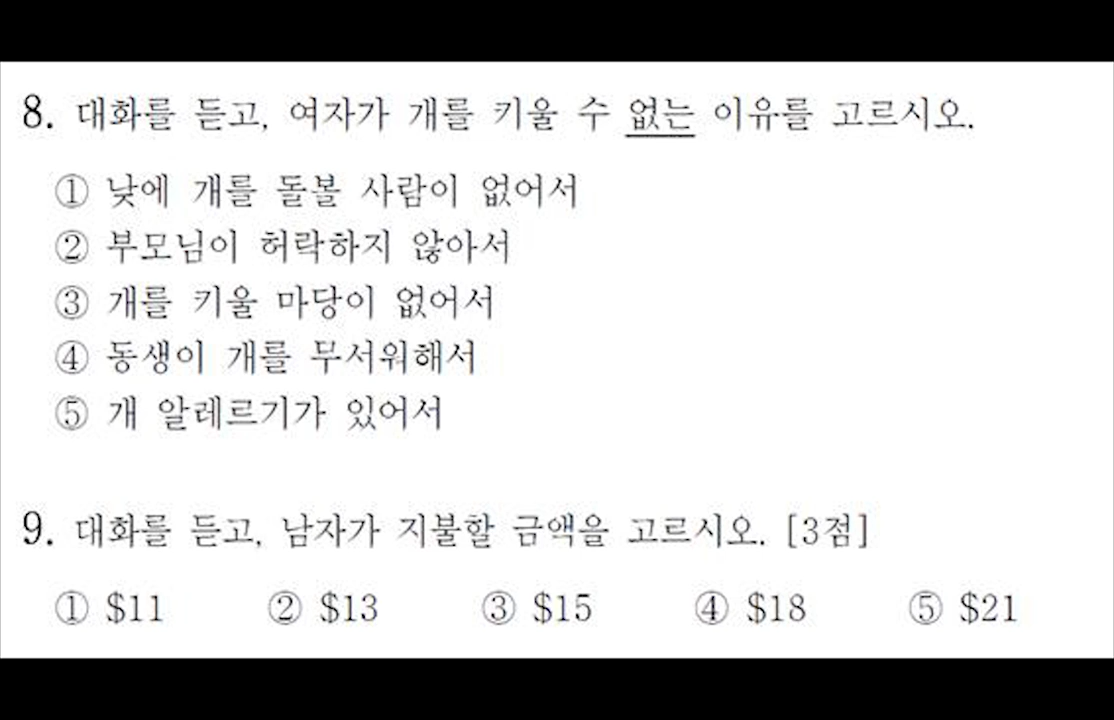 8. 대화를 듣고, 여자가 개를 키울 수 없는 이유를 고르시오.
① 낮에 개를 돌볼 사람이 없어서
② 부모님이 허락하지 않아서
③ 개를 키울 마당이 없어서
④ 동생이 개를 무서워해서
⑤ 개 알레르기가 있어서
9. 대화를 듣고, 남자가 지불할 금액을 고르시오. [3점]
① $11 ② $13 ③ $15 ④ $18 ⑤ $21